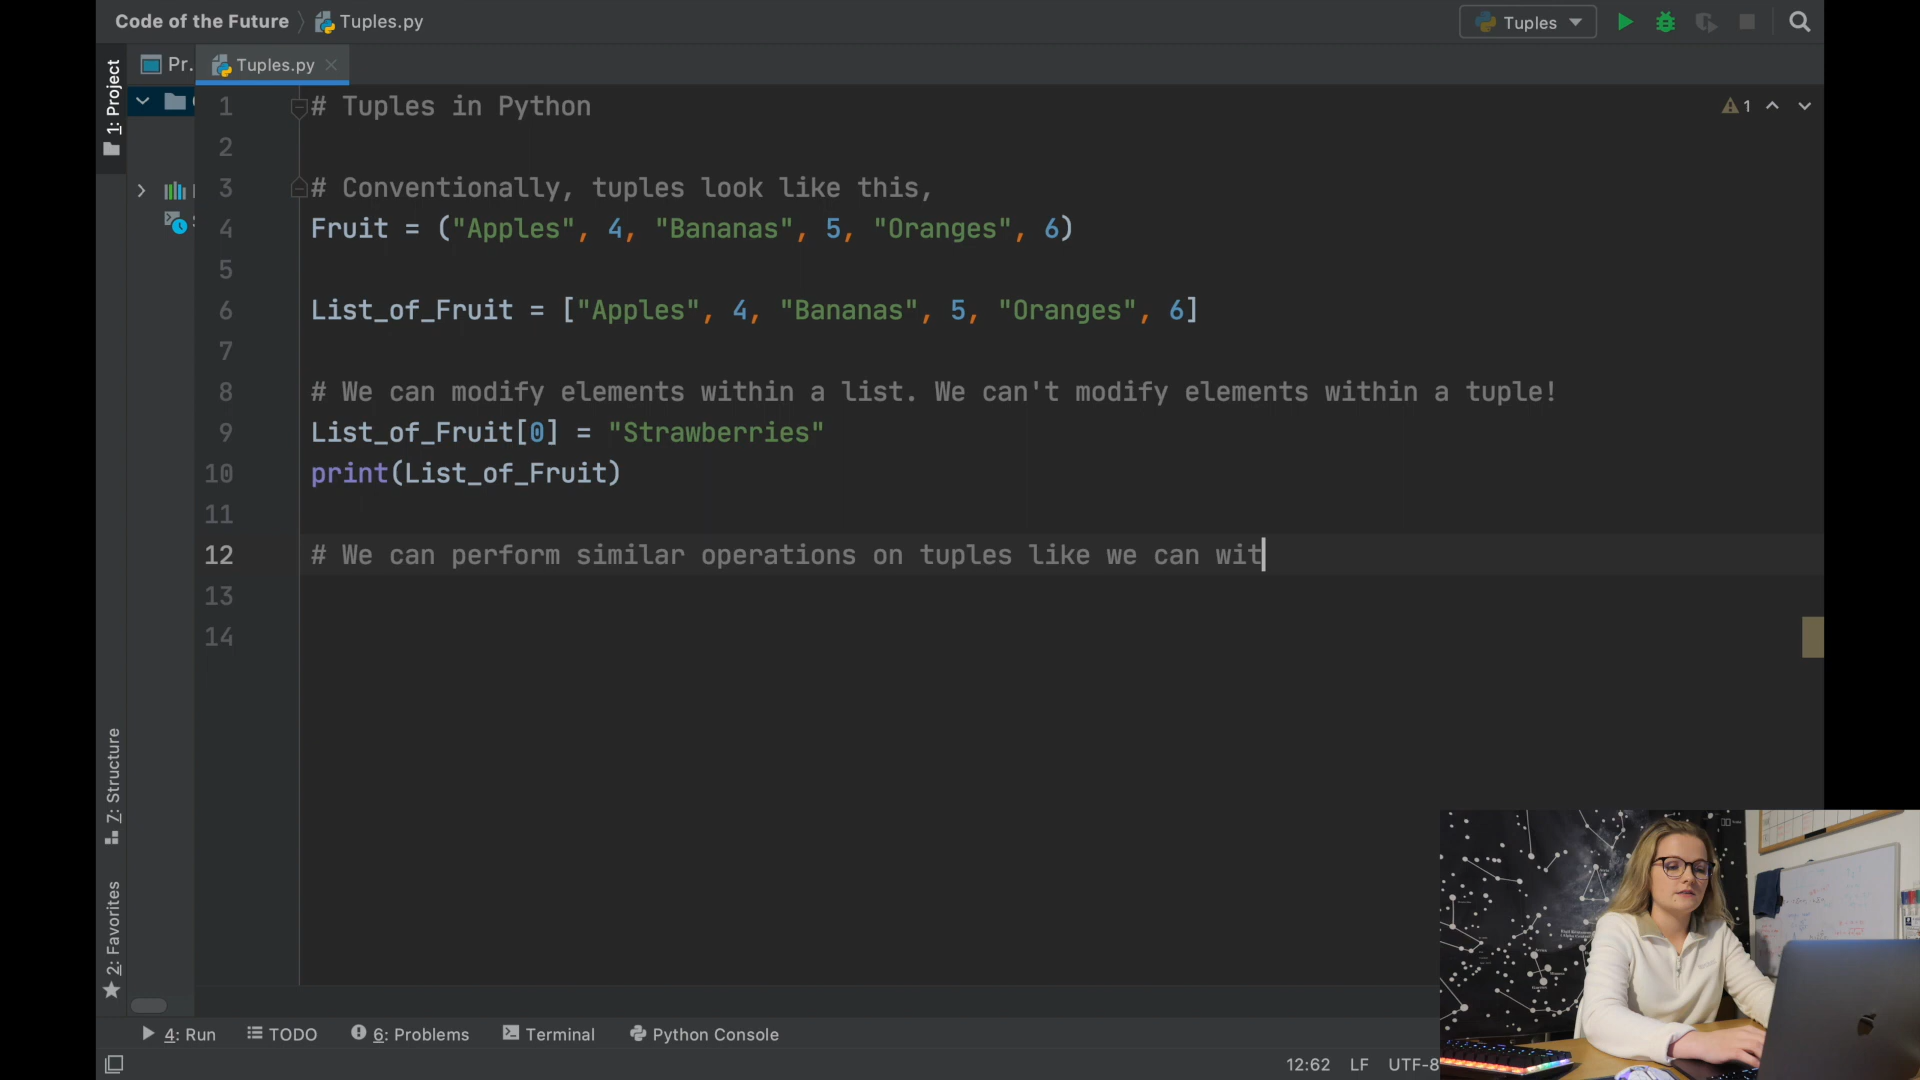 Code of the Future
Tuples.py
Tuples
1: Project
Pr.
Tuples.py
1
1 # Tuples in Python
2
3 # Conventionally, tuples look like this,
4 Fruit = ("Apples", 4, "Bananas", 5, "Oranges", 6)
5
6 List_of_Fruit = ["Apples", 4, "Bananas", 5, "Oranges", 6]
7
8 # We can modify elements within a list. We can't modify elements within a tuple!
9 List_of_Fruit[0] = "Strawberries"
10 print(List_of_Fruit)
11
12 # We can perform similar operations on tuples like we can wit
13
14
7: Structure
2: Favorites
4: Run
TODO
6: Problems
Terminal
Python Console
12:62
LF
UTF-8